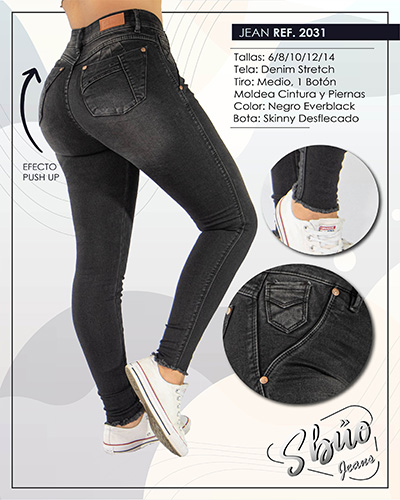 JEAN REF. 2031
Tallas: 6/8/10/12/14
Tela: Denim Stretch
Tiro: Medio, 1 Botón
Moldea Cintura y Piernas
Color: Negro Everblack
Bota: Skinny Desflecado
EFECTO
PUSH UP
Sbüo
Jeans